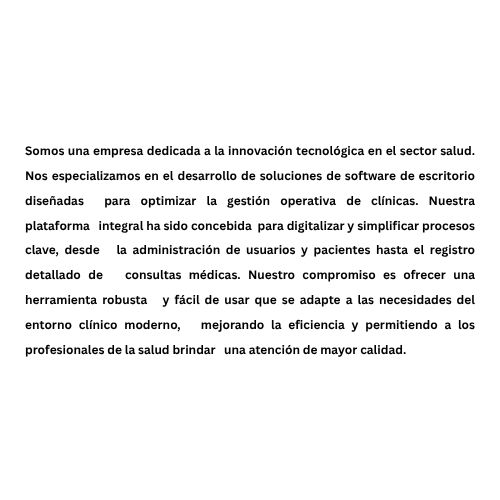 Somos una empresa dedicada a la innovación tecnológica en el sector salud.
Nos especializamos en el desarrollo de soluciones de software de escritorio
diseñadas para optimizar la gestión operativa de clínicas. Nuestra
plataforma integral ha sido concebida para digitalizar y simplificar procesos
clave, desde la administración de usuarios y pacientes hasta el registro
detallado de consultas médicas. Nuestro compromiso es ofrecer una
herramienta robusta y fácil de usar que se adapte a las necesidades del
entorno clínico moderno, mejorando la eficiencia y permitiendo a los
profesionales de la salud brindar una atención de mayor calidad.